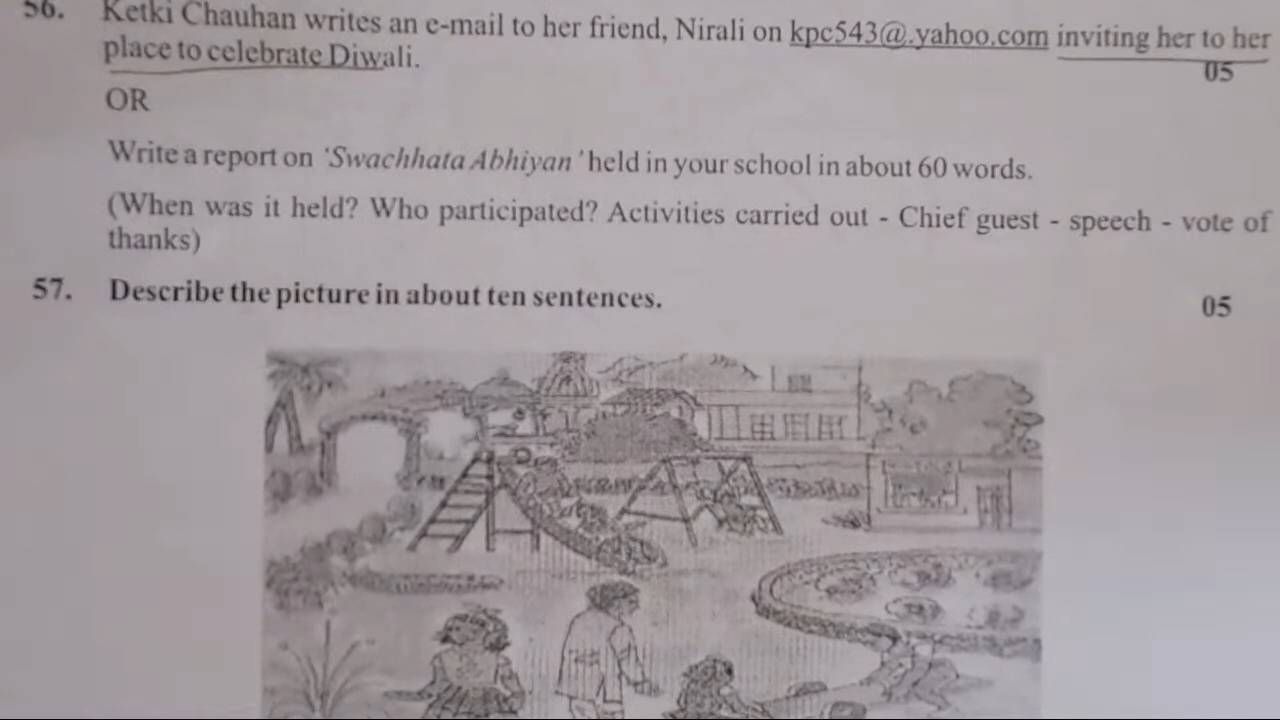 56. Ketki Chauhan writes an e-mail to her friend, Nirali on kpc543@.yahoo.com inviting her to her
place to celebrate Diwali.
05
OR
Write a report on 'Swachhata Abhiyan' held in your school in about 60 words.
(When was it held? Who participated? Activities carried out - Chief guest - speech - vote of
thanks)
57. Describe the picture in about ten sentences.
05